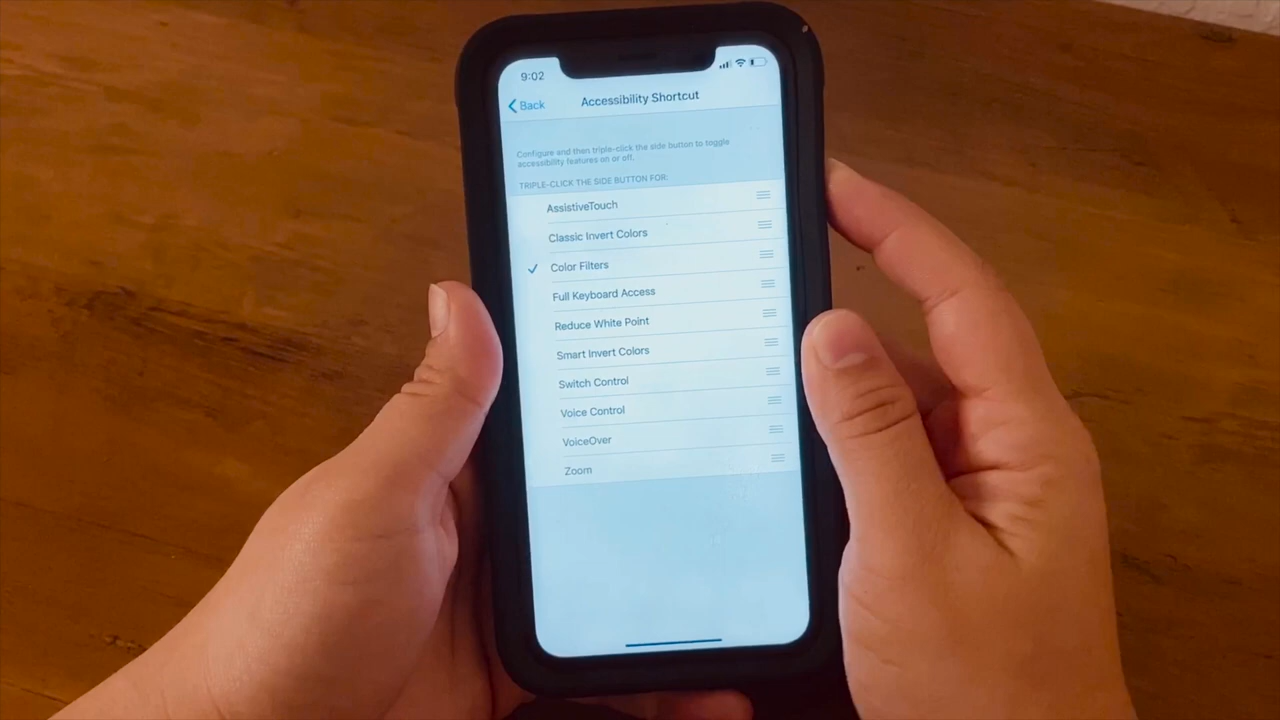 9:02
Back
Accessibility Shortcut
Configure and then triple-click the side button to toggle
accessibility features on or off.
TRIPLE-CLICK THE SIDE BUTTON FOR:
AssistiveTouch
Classic Invert Colors
Color Filters
Full Keyboard Access
Reduce White Point
Smart Invert Colors
Switch Control
Voice Control
VoiceOver
Zoom